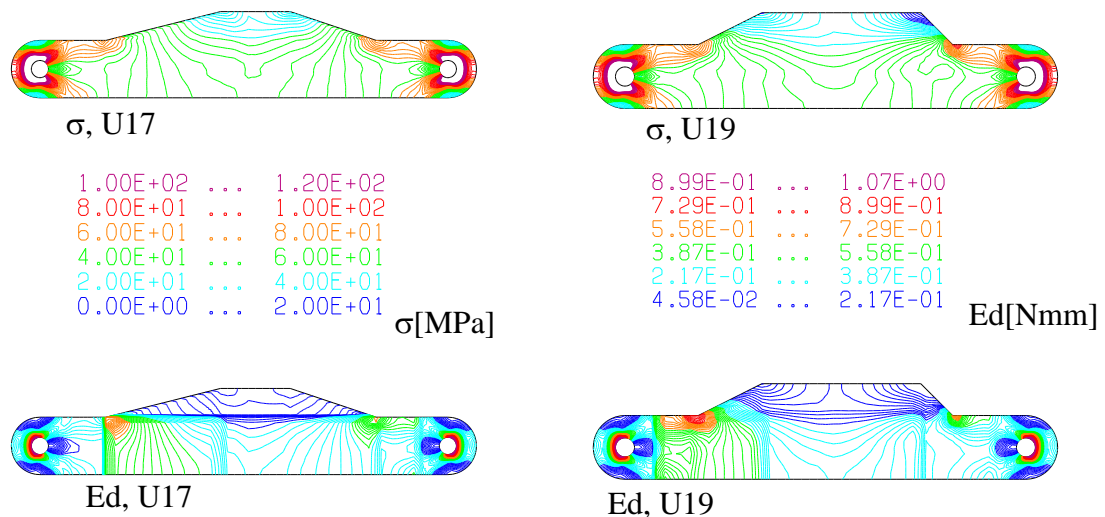 σ, U17
σ, U19
1.00E+02 ... 1.20E+02
8.00E+01 ... 1.00E+02
6.00E+01 ... 8.00E+01
4.00E+01 ... 6.00E+01
2.00E+01 ... 4.00E+01
0.00E+00 ... 2.00E+01
σ[MPa]
8.99E-01 ... 1.07E+00
7.29E-01 ... 8.99E-01
5.58E-01 ... 7.29E-01
3.87E-01 ... 5.58E-01
2.17E-01 ... 3.87E-01
4.58E-02 ... 2.17E-01
Ed[Nmm]
Ed, U17
Ed, U19